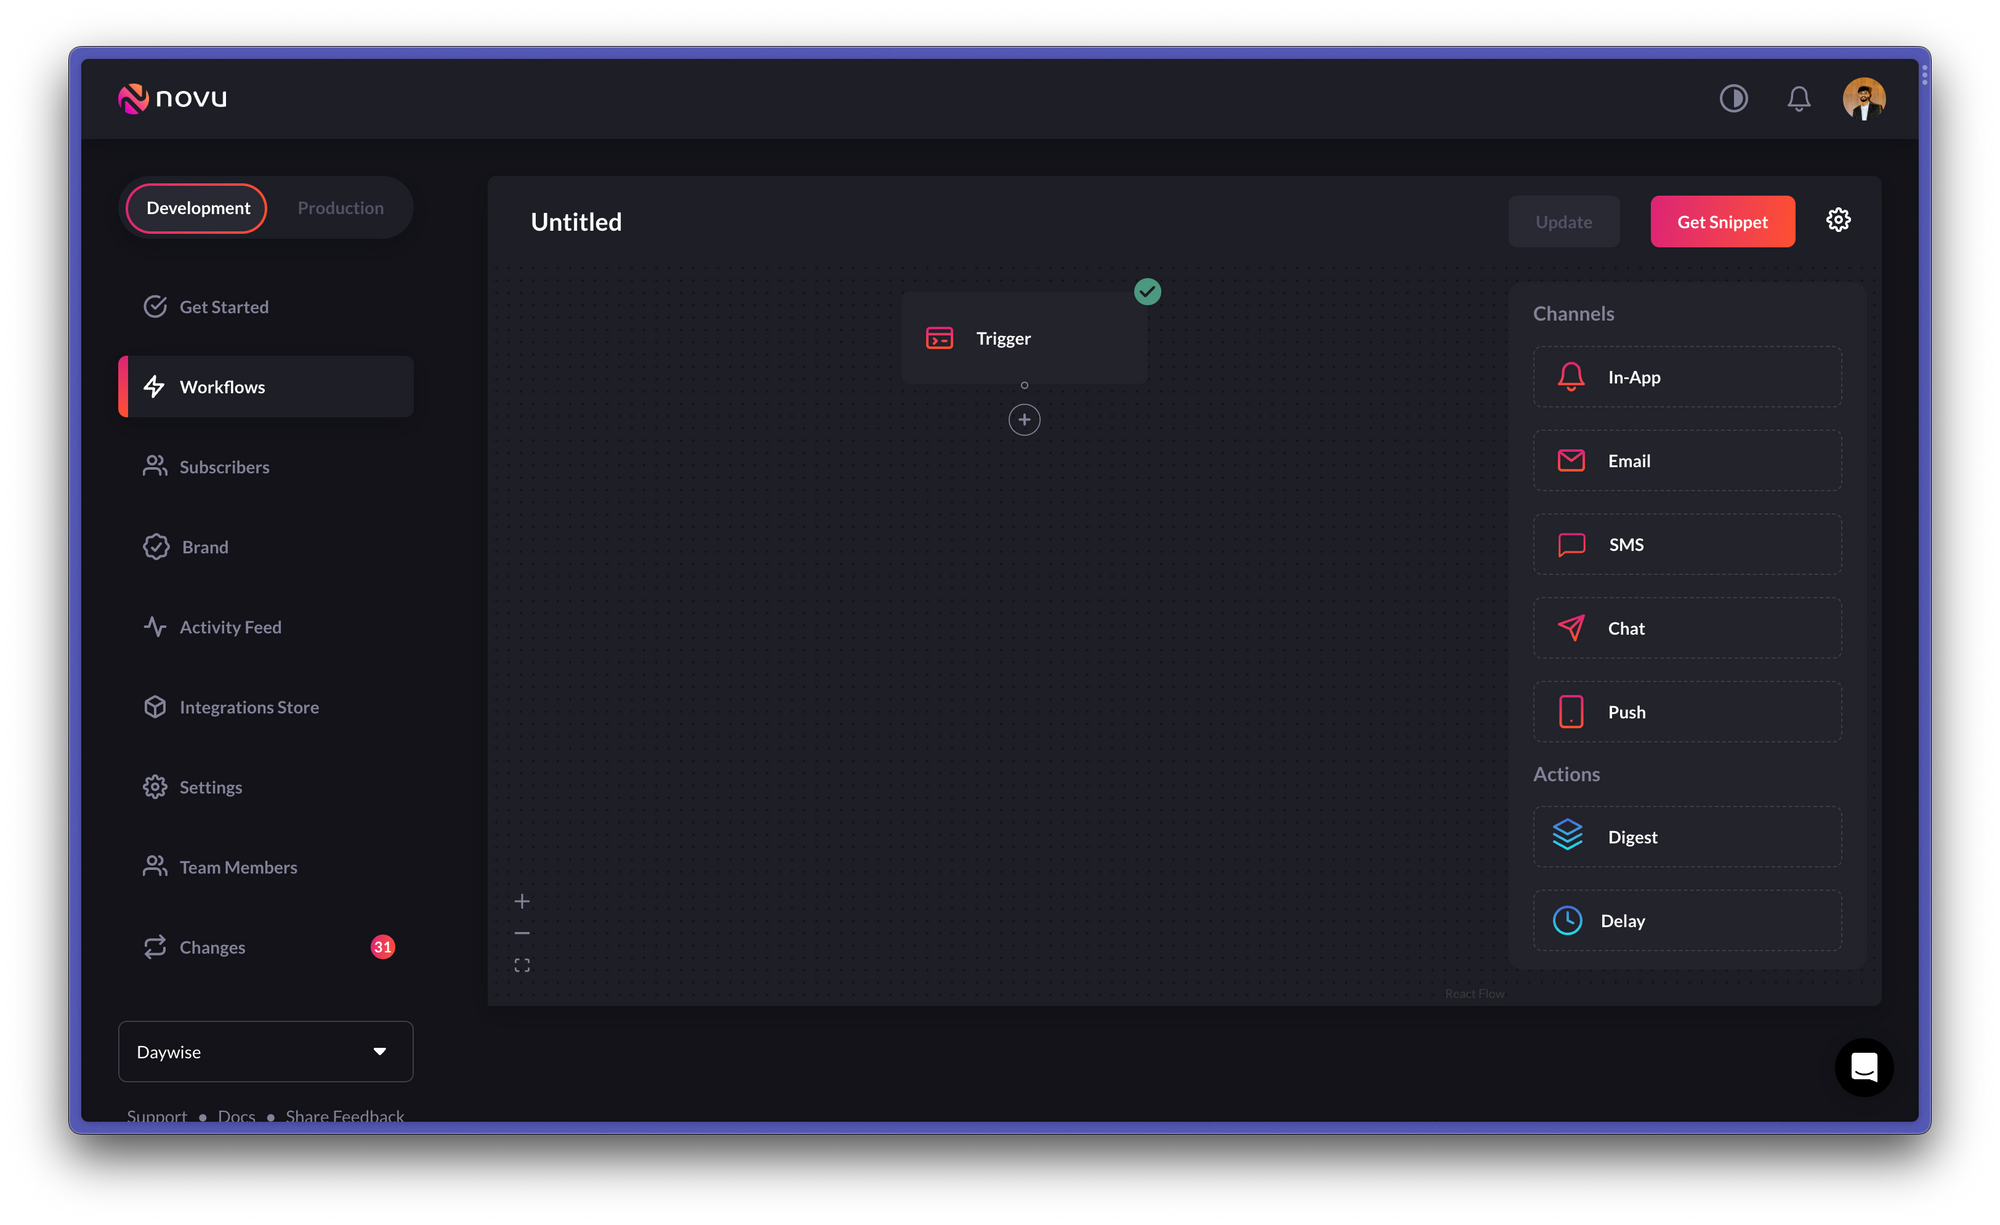 novu
Development
Production
Get Started
Workflows
Subscribers
Brand
Activity Feed
Integrations Store
Settings
Team Members
Changes
31
Daywise
Support • Docs • Share Feedback
Untitled
Update
Get Snippet
Trigger
Channels
In-App
Email
SMS
Chat
Push
Actions
Digest
Delay
React Flow